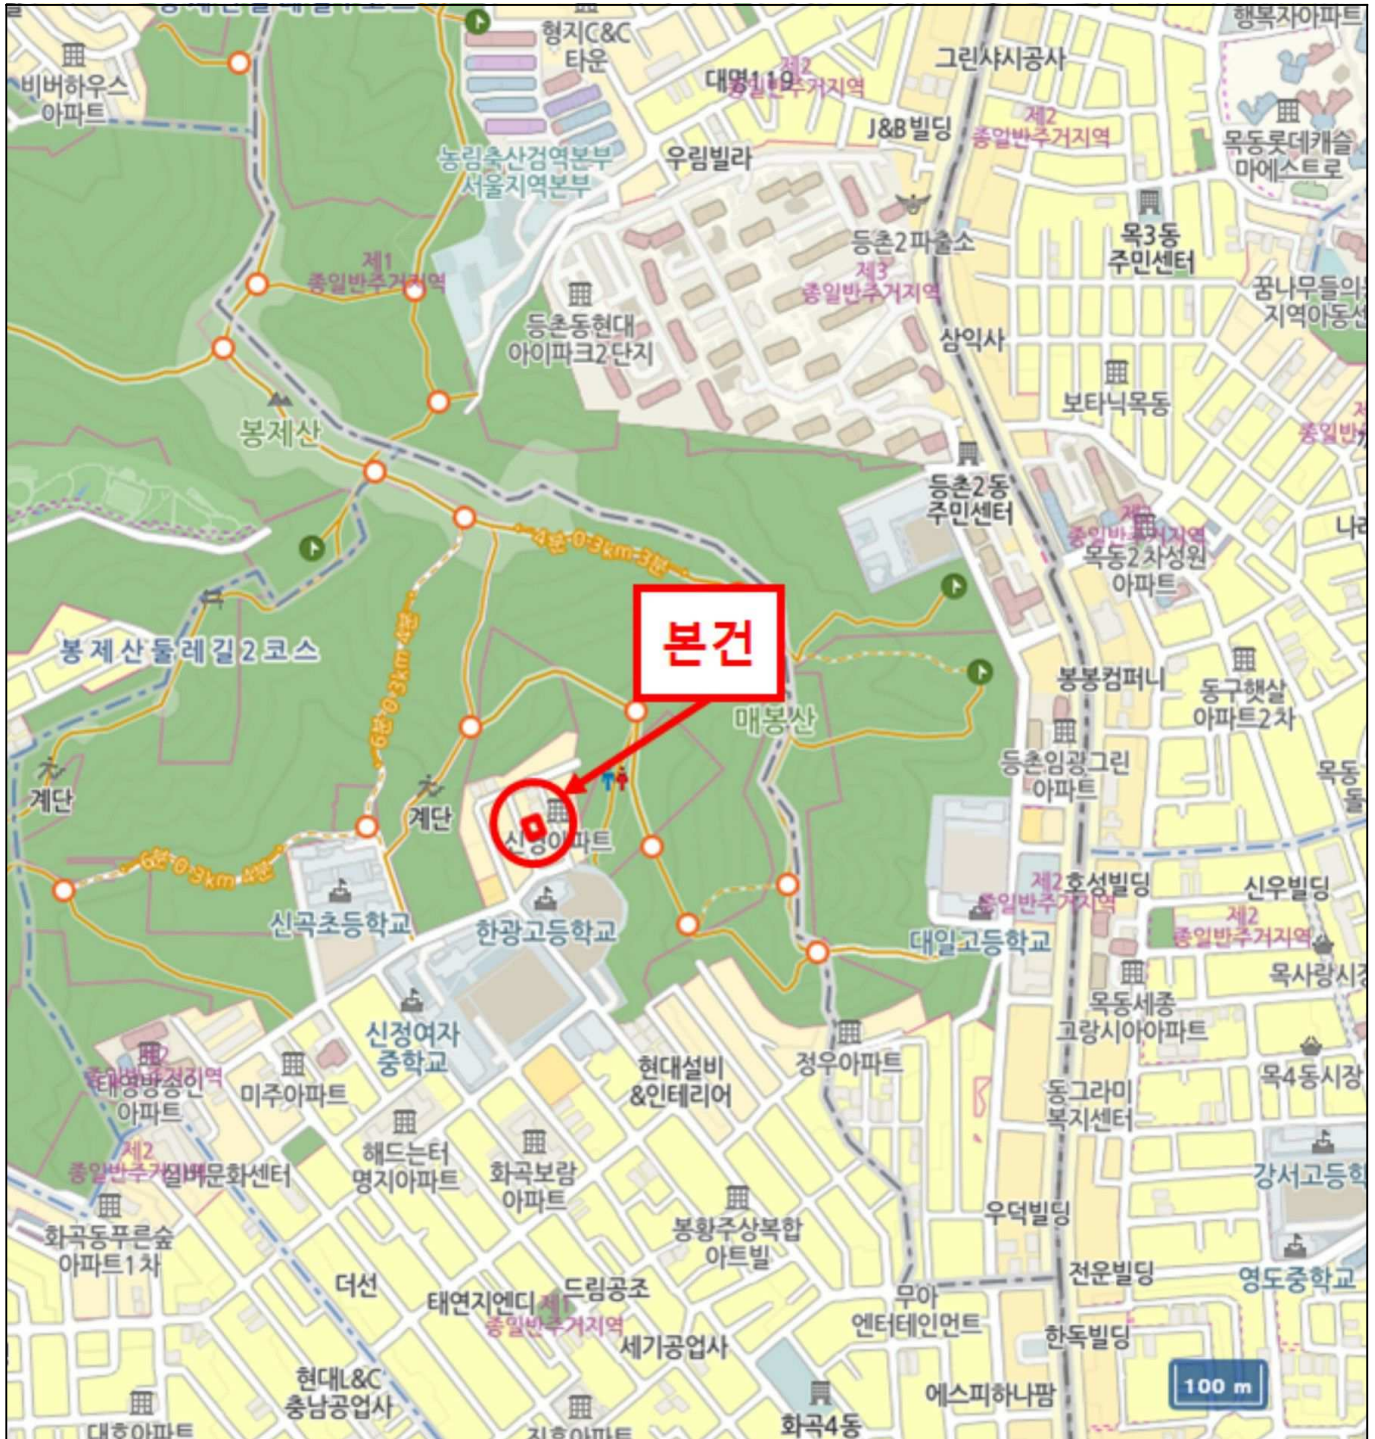 행복자이파트
형지C&C
타운
그린샤시공사
비버하우스
아파트
대명119
제2
종일반주거지역
제2
종일반주거지역
J&B빌딩
목동롯데캐슬
마에스트로
농림축산검역본부
서울지역본부
우림빌라
등촌2파출소
목3동
주민센터
제1
종일반주거지역
제3
종일반주거지역
등촌동현대
아이파크2단지
삼익사
보타닉목동
봉제산
등촌2동
주민센터
종일반주거지역
목동2차성원
아파트
4분 0.3km 3분
본건
봉제산둘레길2코스
6분 0.3km 4분
봉봉컴퍼니
동구햇살
아파트2차
매봉산
등촌임광그린
아파트
목동
계단
계단
6분 0.3km 4분
신곡초등학교
한광고등학교
제2
종일반주거지역
호성빌딩
신우빌딩
제2
종일반주거지역
대일고등학교
목동세종
그랑시아아파트
신정여자
중학교
정우아파트
현대설비
&인테리어
미주아파트
아파트
목4동시장
동그라미
복지센터
제2
해드는터
명지아파트
화곡보람
아파트
우덕빌딩
화곡동푸른숲
아파트1차
봉황주상복합
아트빌
전운빌딩
영도중학교
더선
태연지엔디
드림공조
종일반주거지역
세기공업사
무아
엔터테인먼트
한독빌딩
현대L&C
충남공업사
에스피하나팜
100 m
화곡4동